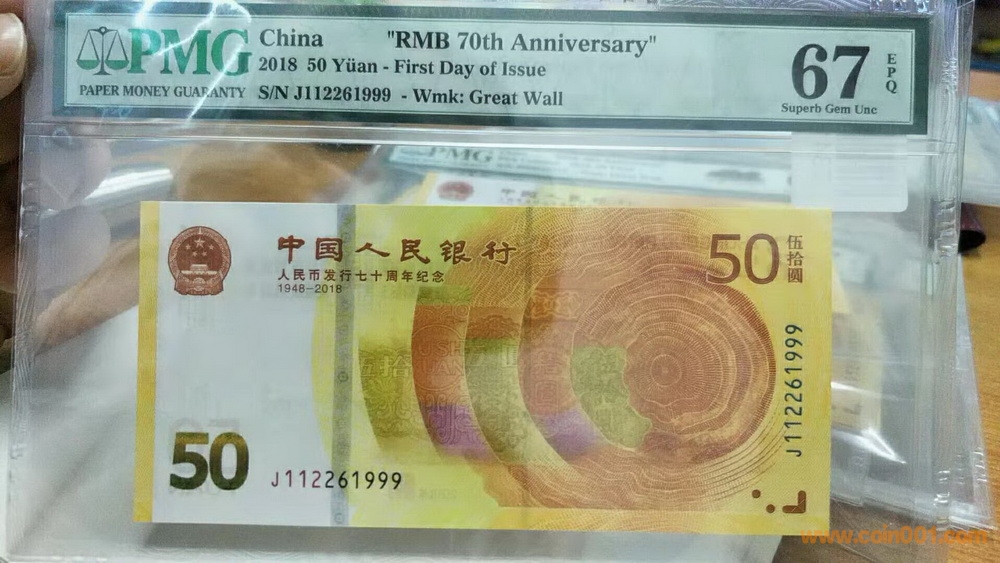 PMG
PAPER MONEY GUARANTY
China "RMB 70th Anniversary"
2018 50 Yüan - First Day of Issue
S/N J112261999 - Wmk: Great Wall
67
EPQ
Superb Gem Unc
PMG
中国人民银行
人民币发行七十周年纪念
1948-2018
50
伍拾圆
J112261999
50
J112261999
www.coin001.com